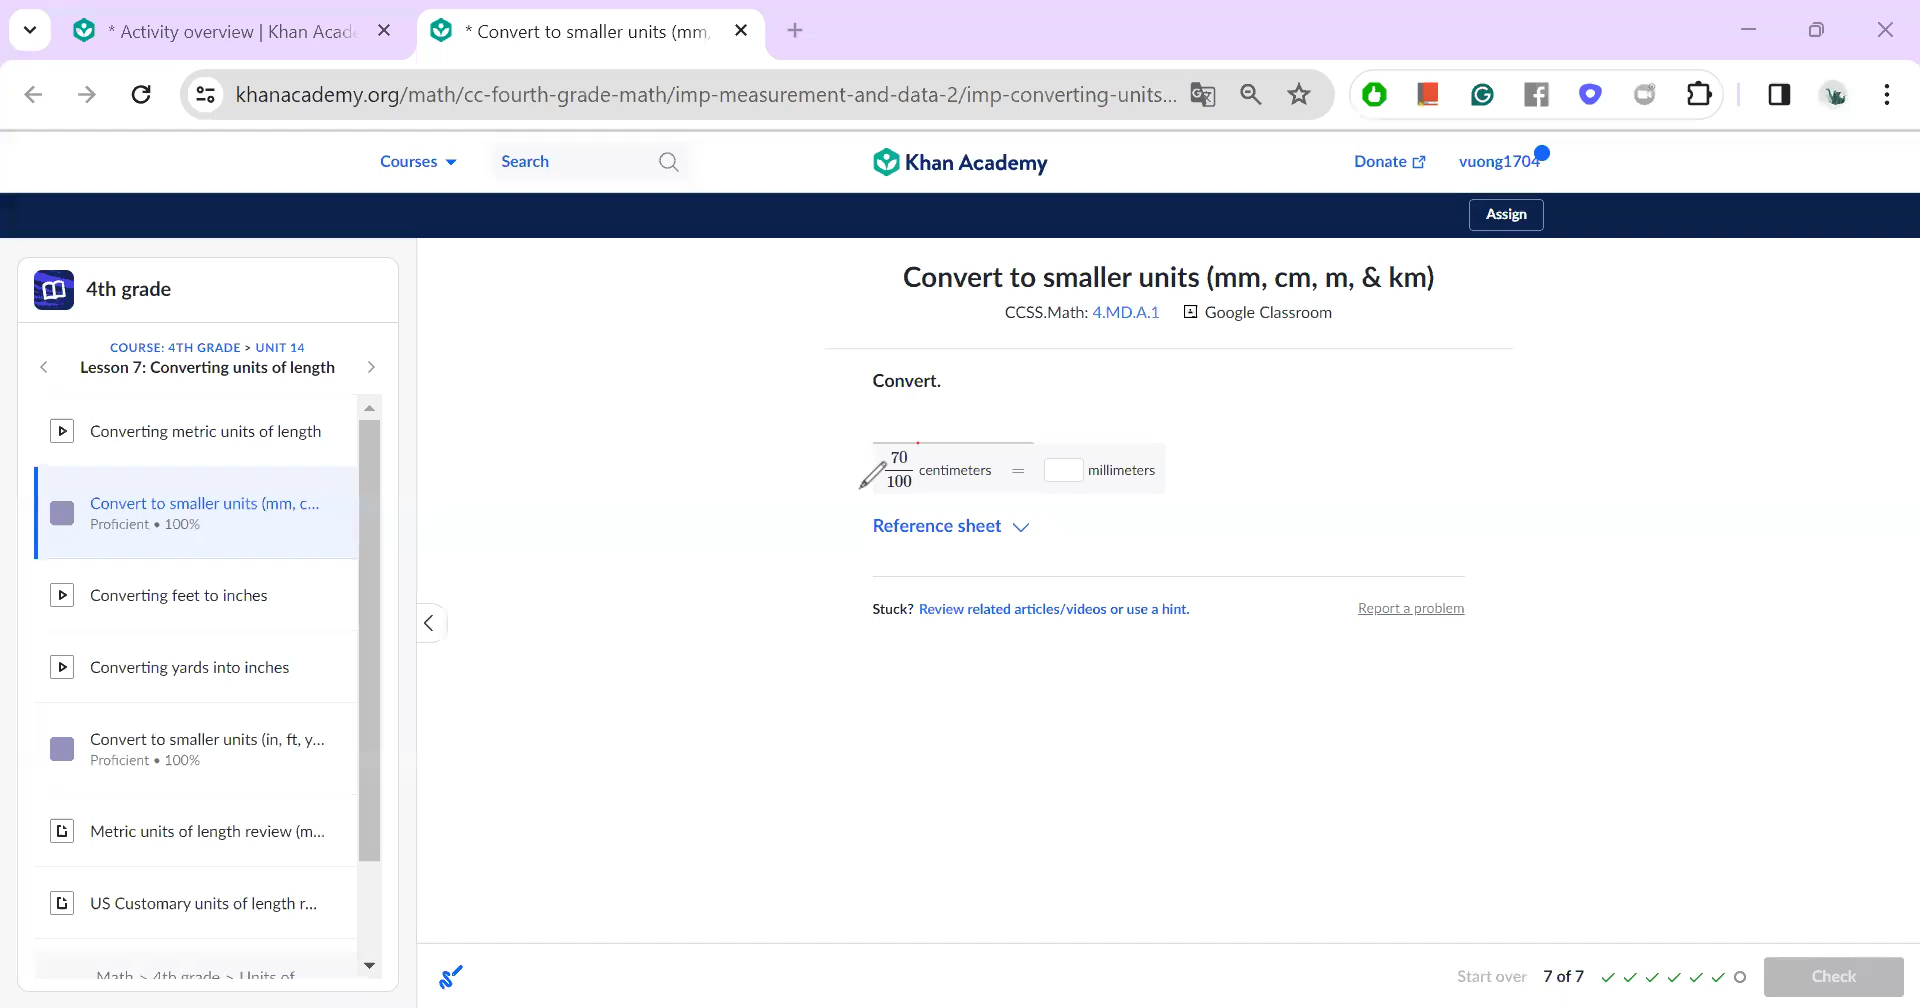 * Activity overview | Khan Acade
* Convert to smaller units (mm,
khanacademy.org/math/cc-fourth-grade-math/imp-measurement-and-data-2/imp-converting-units...
Courses
Search
Khan Academy
Donate
vuong1704
Assign
4th grade
COURSE: 4TH GRADE > UNIT 14
Lesson 7: Converting units of length
Converting metric units of length
Convert to smaller units (mm, c...
Proficient • 100%
Converting feet to inches
Converting yards into inches
Convert to smaller units (in, ft, y...
Proficient • 100%
Metric units of length review (m...
US Customary units of length r...
Math > 4th grade > Units of
Convert to smaller units (mm, cm, m, & km)
CCSS.Math: 4.MD.A.1 Google Classroom
Convert.
70
100
centimeters = millimeters
Reference sheet
Stuck? Review related articles/videos or use a hint.
Report a problem
Start over 7 of 7
Check